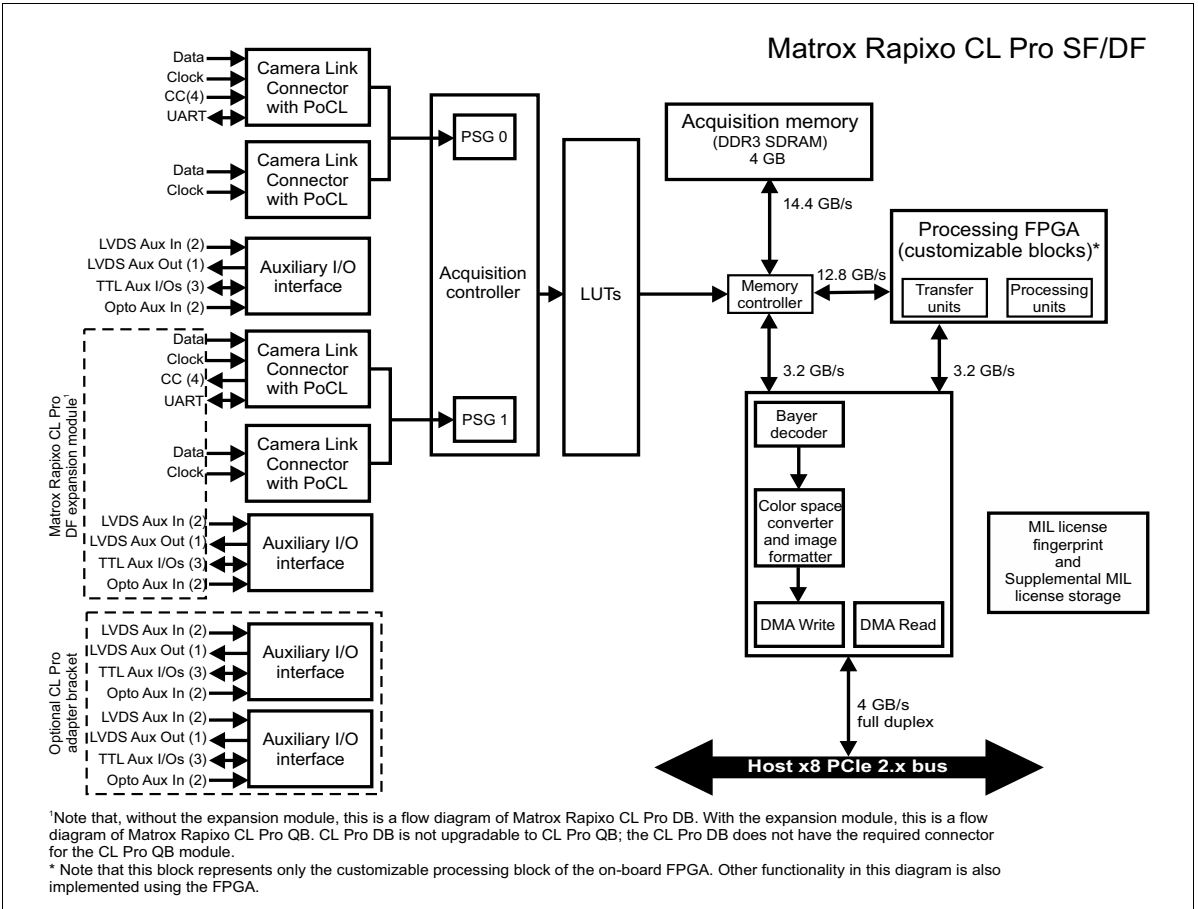 Matrox Rapixo CL Pro SF/DF
Data
Clock
CC(4)
UART
Camera Link
Connector
with PoCL
Data
Clock
Camera Link
Connector
with PoCL
LVDS Aux In (2)
LVDS Aux Out (1)
TTL Aux I/Os (3)
Opto Aux In (2)
Auxiliary I/O
interface
Matrox Rapixo CL Pro
DF expansion module¹
Data
Clock
CC (4)
UART
Camera Link
Connector
with PoCL
Data
Clock
Camera Link
Connector
with PoCL
LVDS Aux In (2)
LVDS Aux Out (1)
TTL Aux I/Os (3)
Opto Aux In (2)
Auxiliary I/O
interface
Optional CL Pro
adapter bracket
LVDS Aux In (2)
LVDS Aux Out (1)
TTL Aux I/Os (3)
Opto Aux In (2)
Auxiliary I/O
interface
LVDS Aux In (2)
LVDS Aux Out (1)
TTL Aux I/Os (3)
Opto Aux In (2)
Auxiliary I/O
interface
PSG 0
Acquisition
controller
PSG 1
LUTs
Acquisition memory
(DDR3 SDRAM)
4 GB
14.4 GB/s
Memory
controller
12.8 GB/s
Processing FPGA
(customizable blocks)*
Transfer
units
Processing
units
3.2 GB/s
3.2 GB/s
Bayer
decoder
Color space
converter
and image
formatter
DMA Write
DMA Read
MIL license
fingerprint
and
Supplemental MIL
license storage
4 GB/s
full duplex
Host x8 PCIe 2.x bus
¹Note that, without the expansion module, this is a flow diagram of Matrox Rapixo CL Pro DB. With the expansion module, this is a flow
diagram of Matrox Rapixo CL Pro QB. CL Pro DB is not upgradable to CL Pro QB; the CL Pro DB does not have the required connector
for the CL Pro QB module.
* Note that this block represents only the customizable processing block of the on-board FPGA. Other functionality in this diagram is also
implemented using the FPGA.